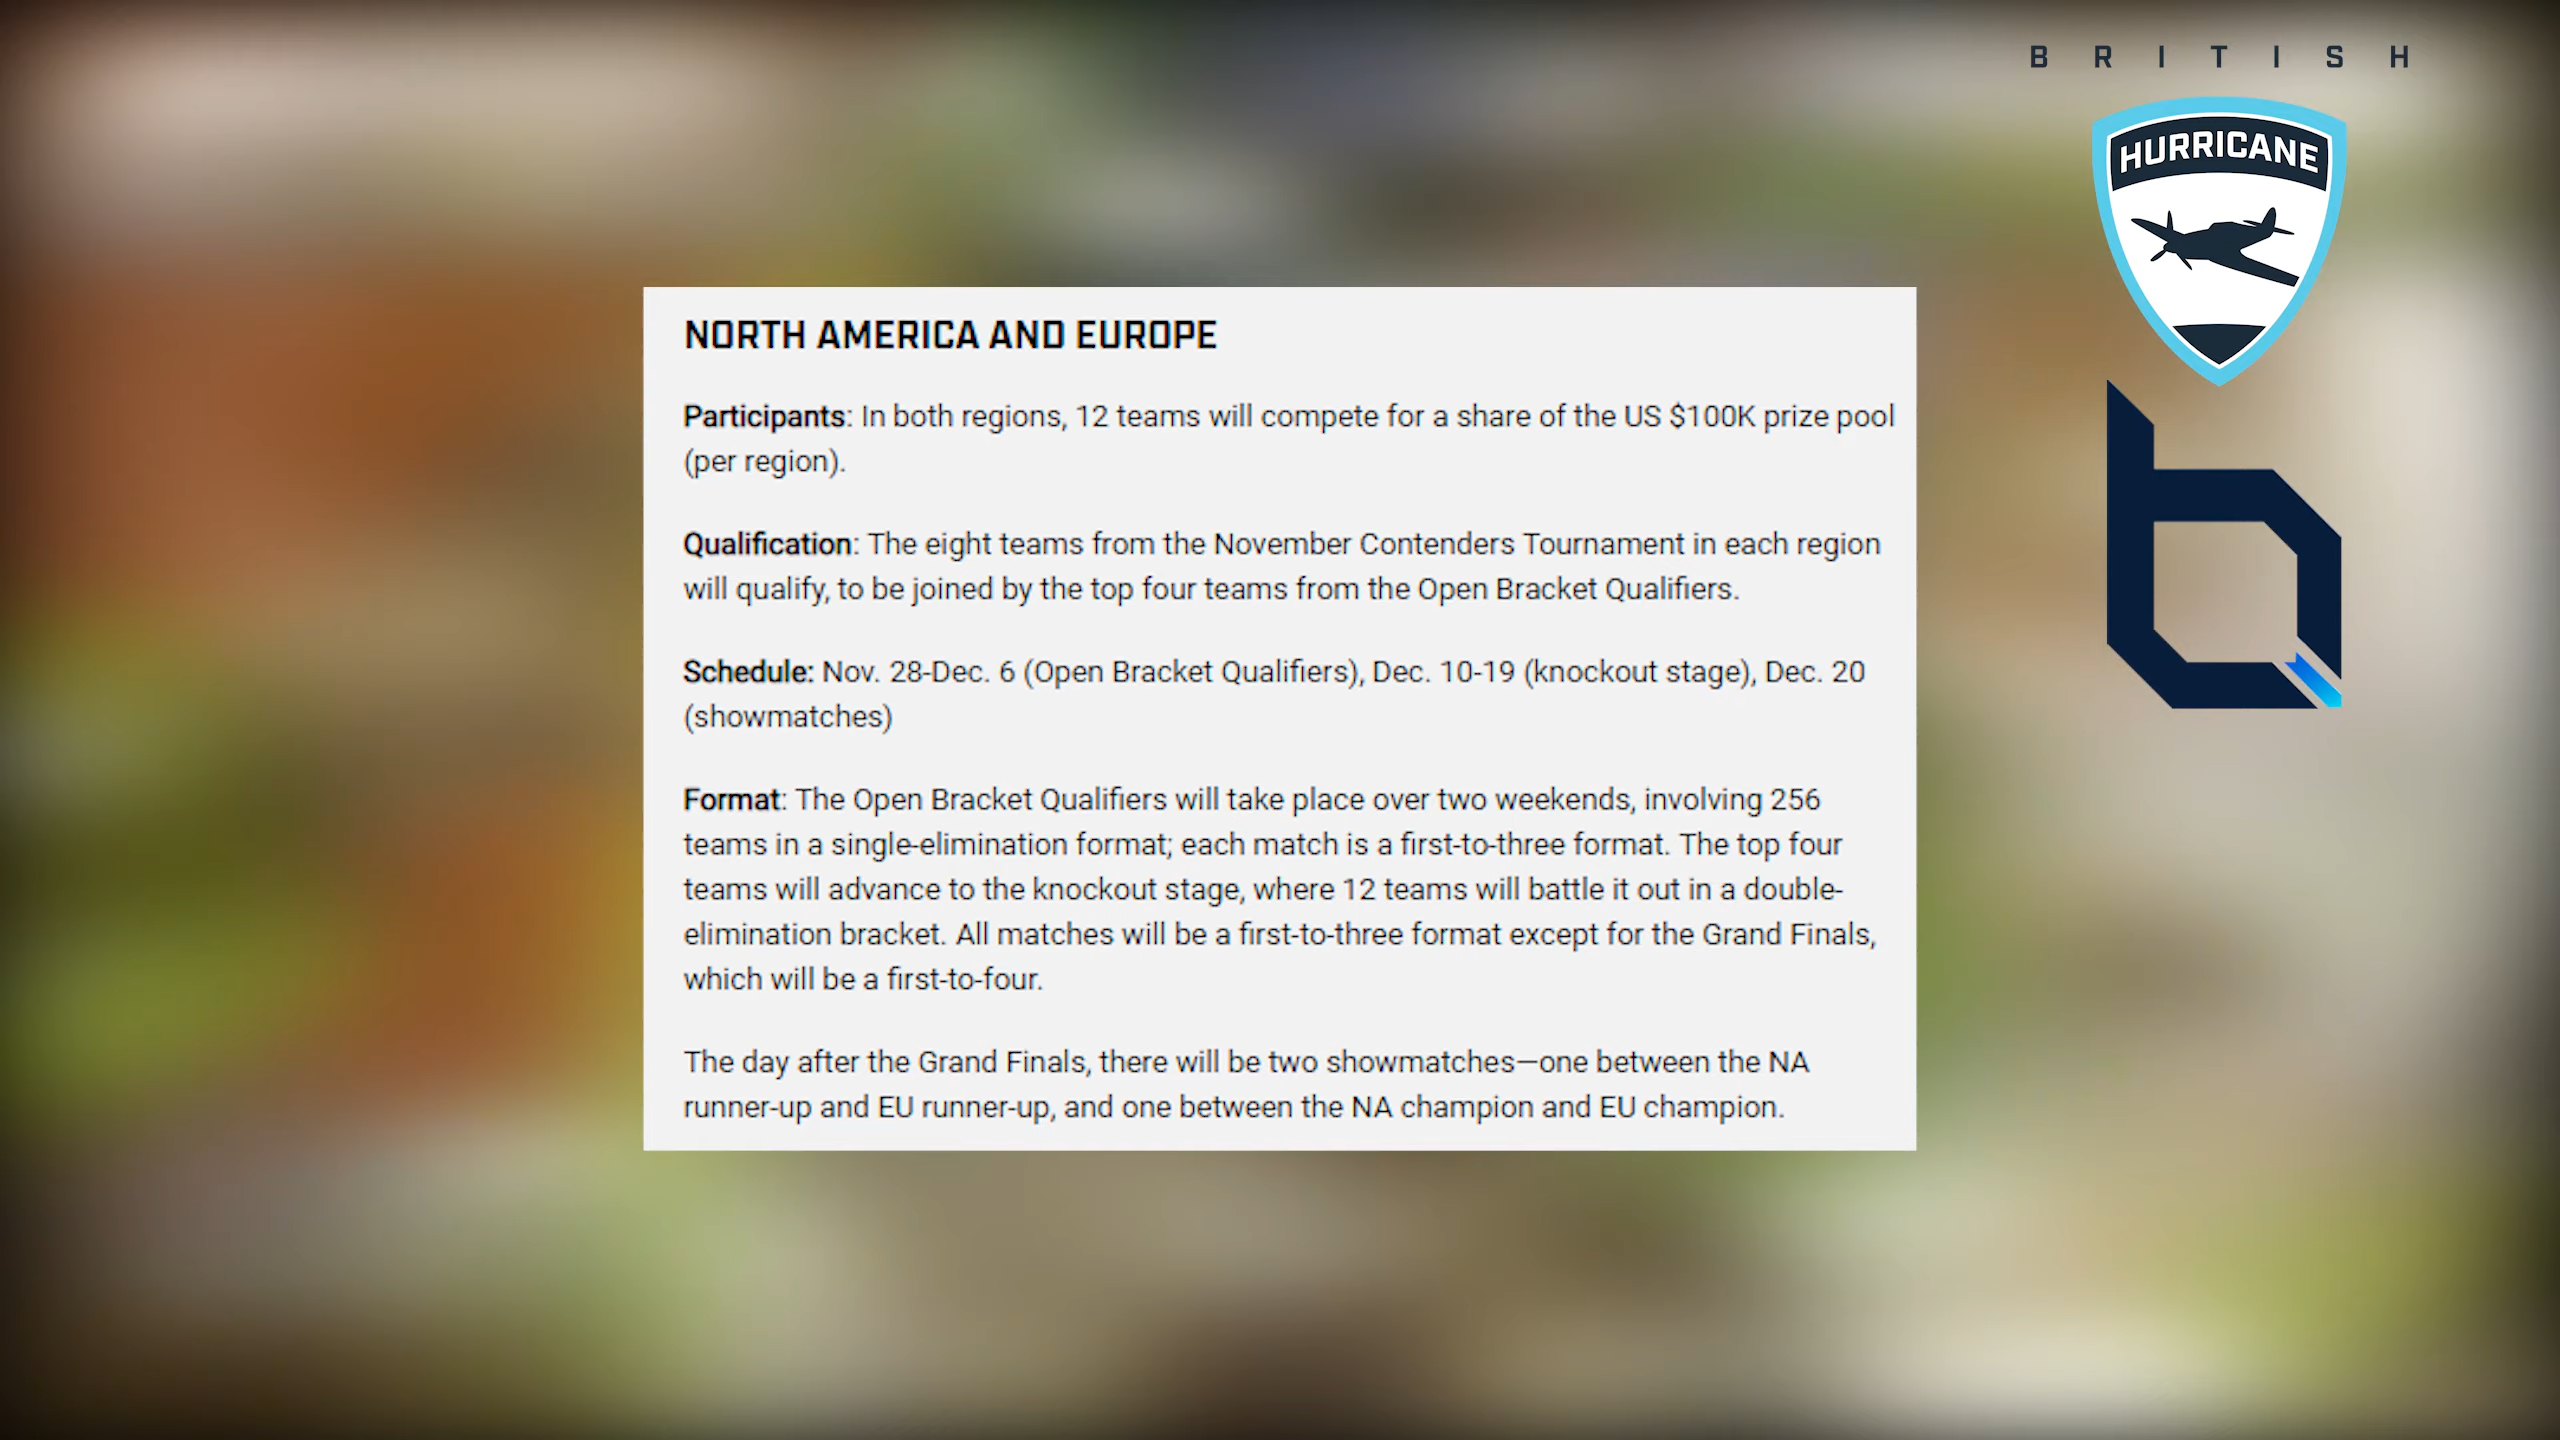 BRITISH
HURRICANE
NORTH AMERICA AND EUROPE
Participants: In both regions, 12 teams will compete for a share of the US $100K prize pool
(per region).
Qualification: The eight teams from the November Contenders Tournament in each region
will qualify, to be joined by the top four teams from the Open Bracket Qualifiers.
Schedule: Nov. 28-Dec. 6 (Open Bracket Qualifiers), Dec. 10-19 (knockout stage), Dec. 20
(showmatches)
Format: The Open Bracket Qualifiers will take place over two weekends, involving 256
teams in a single-elimination format; each match is a first-to-three format. The top four
teams will advance to the knockout stage, where 12 teams will battle it out in a double-
elimination bracket. All matches will be a first-to-three format except for the Grand Finals,
which will be a first-to-four.
The day after the Grand Finals, there will be two showmatches—one between the NA
runner-up and EU runner-up, and one between the NA champion and EU champion.